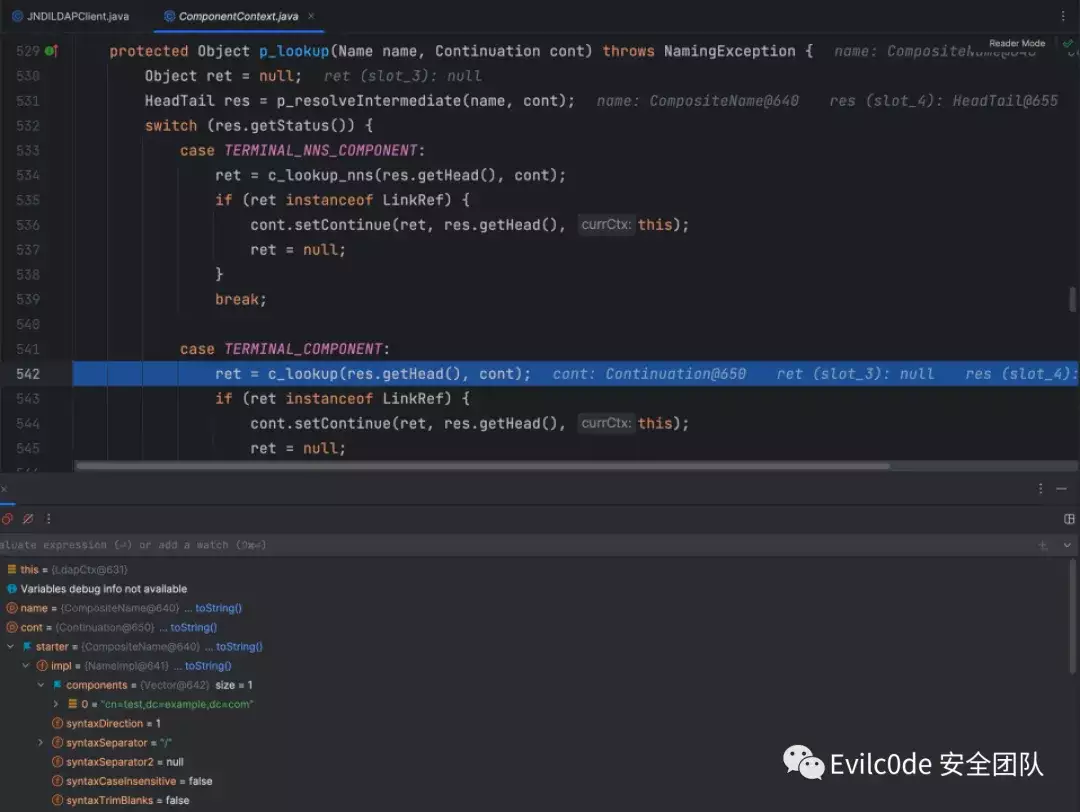 JNDILDAPClient.java ComponentContext.java
Reader Mode
529 protected Object p_lookup(Name name, Continuation cont) throws NamingException { name:
530 Object ret = null; ret (slot_3): null
531 HeadTail res = p_resolveIntermediate(name, cont); name: CompositeName@640 res (slot_4): HeadTail@655
532 switch (res.getStatus()) {
533 case TERMINAL_NNS_COMPONENT:
534 ret = c_lookup_nns(res.getHead(), cont);
535 if (ret instanceof LinkRef) {
536 cont.setContinue(ret, res.getHead(), currCtx: this);
537 ret = null;
538 }
539 break;
540
541 case TERMINAL_COMPONENT:
542 ret = c_lookup(res.getHead(), cont); cont: Continuation@650 ret (slot_3): null res (slot_4):
543 if (ret instanceof LinkRef) {
544 cont.setContinue(ret, res.getHead(), currCtx: this);
545 ret = null;
aluate expression (⏎) or add a watch (⇧⌘⏎)
this = {LdapCtx@631}
Variables debug info not available
name = {CompositeName@640} ... toString()
cont = {Continuation@650} ... toString()
starter = {CompositeName@640} ... toString()
impl = {NameImpl@641} ... toString()
components = {Vector@642} size = 1
0 = "cn=test,dc=example,dc=com"
syntaxDirection = 1
syntaxSeparator = "/"
syntaxSeparator2 = null
syntaxCaseInsensitive = false
syntaxTrimBlanks = false
Evilc0de 安全团队